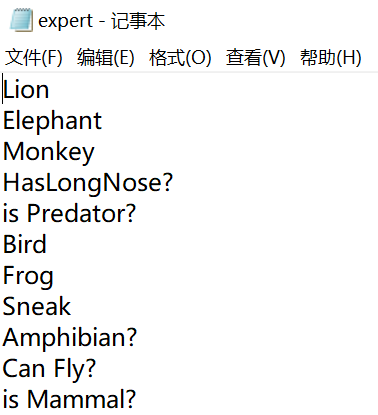 expert - 记事本
文件(F) 编辑(E) 格式(O) 查看(V) 帮助(H)
Lion
Elephant
Monkey
HasLongNose?
is Predator?
Bird
Frog
Sneak
Amphibian?
Can Fly?
is Mammal?